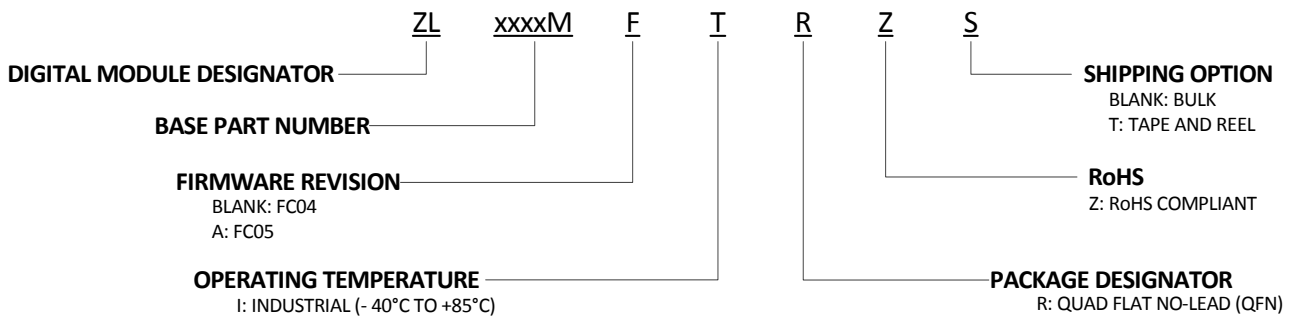 ZL xxxxM F T R Z S
DIGITAL MODULE DESIGNATOR
BASE PART NUMBER
FIRMWARE REVISION
BLANK: FC04
A: FC05
OPERATING TEMPERATURE
I: INDUSTRIAL (- 40°C TO +85°C)
SHIPPING OPTION
BLANK: BULK
T: TAPE AND REEL
RoHS
Z: RoHS COMPLIANT
PACKAGE DESIGNATOR
R: QUAD FLAT NO-LEAD (QFN)